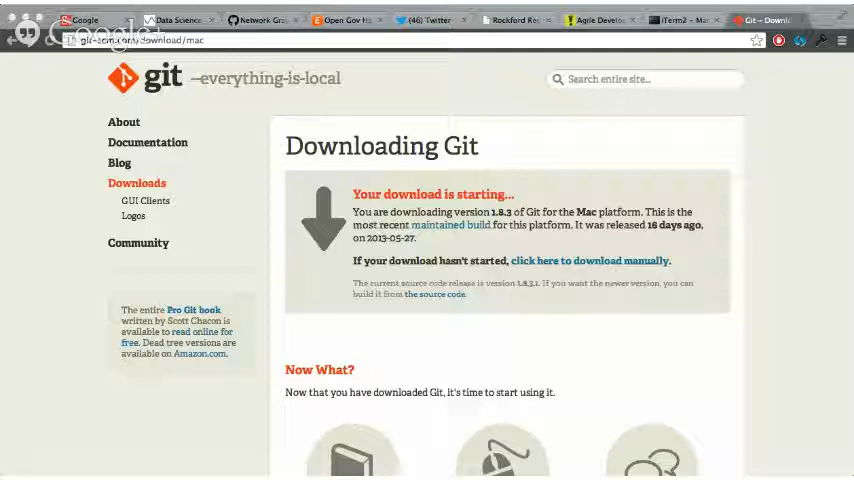 Google
Data Science
Network Gra
Open Gov H
(46) Twitter
Rockford Re
Agile Develo
iTerm2 - Ma
Git - Downlo
Google+
git-scm.com/download/mac
git --everything-is-local
Search entire site...
About
Documentation
Blog
Downloads
GUI Clients
Logos
Community
The entire Pro Git book
written by Scott Chacon is
available to read online for
free. Dead tree versions are
available on Amazon.com.
Downloading Git
Your download is starting...
You are downloading version 1.8.3 of Git for the Mac platform. This is the
most recent maintained build for this platform. It was released 16 days ago,
on 2013-05-27.
If your download hasn't started, click here to download manually.
The current source code release is version 1.8.3.1. If you want the newer version, you can
build it from the source code.
Now What?
Now that you have downloaded Git, it's time to start using it.